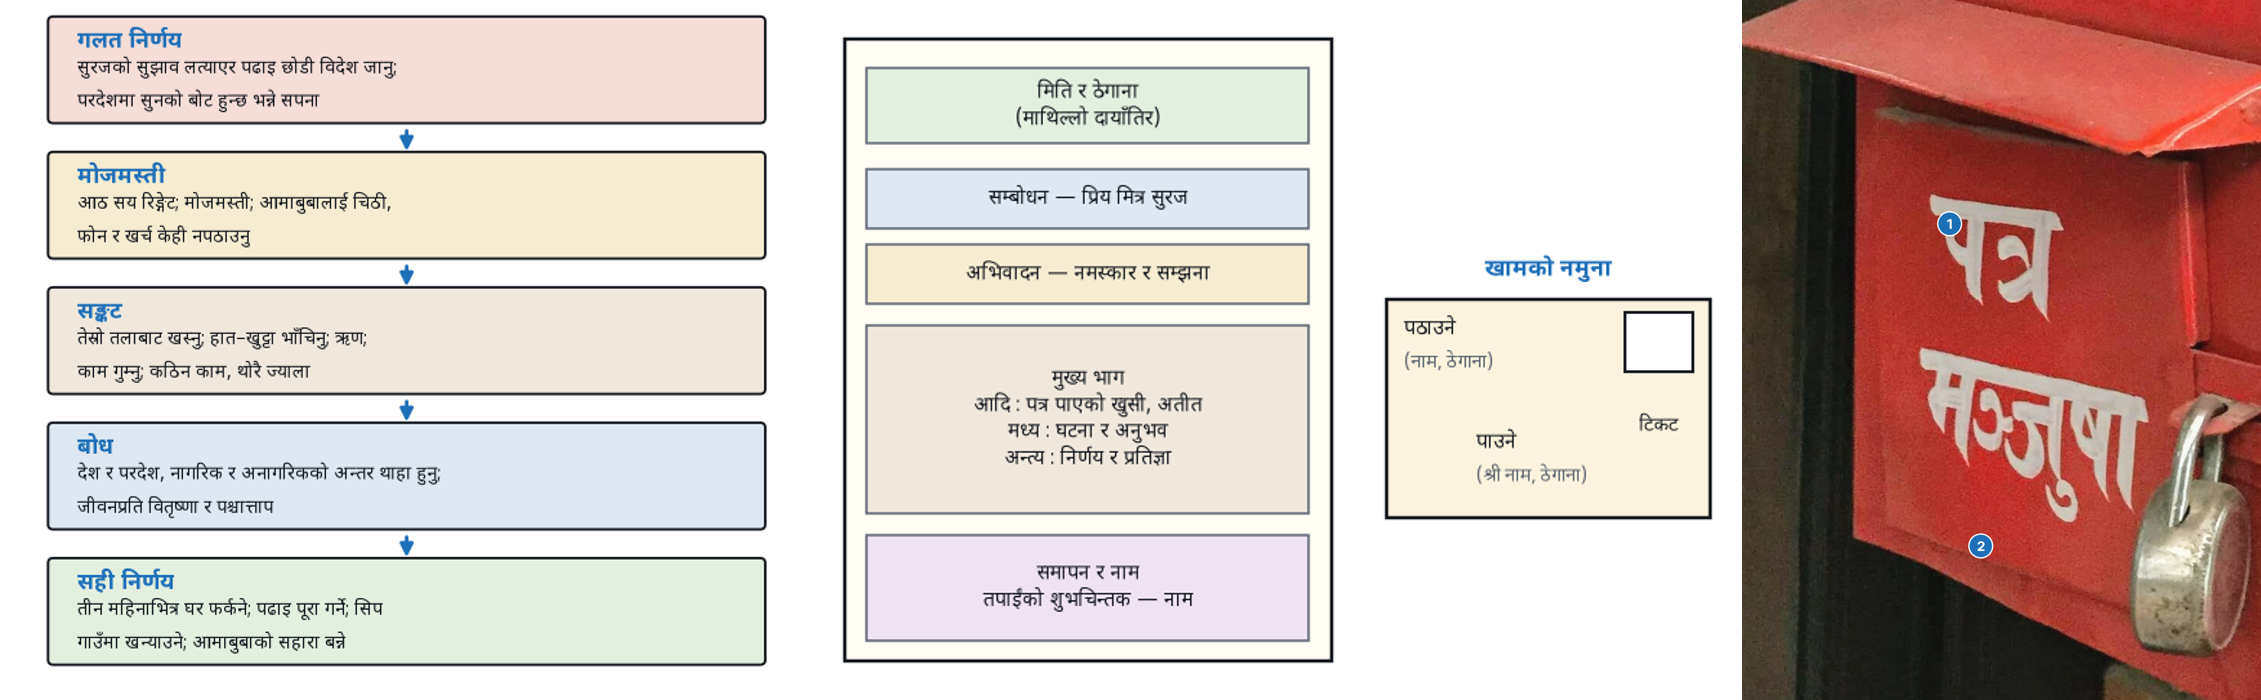 गलत निर्णय
सुरजको सुझाव लत्याएर पढाइ छोडी विदेश जानु;
परदेशमा सुनको बोट हुन्छ भन्ने सपना
मोजमस्ती
आठ सय रिङ्गेट; मोजमस्ती; आमाबुबालाई चिठी,
फोन र खर्च केही नपठाउनु
सङ्कट
तेस्रो तलाबाट खस्नु; हात–खुट्टा भाँचिनु; ऋण;
काम गुम्नु; कठिन काम, थोरै ज्याला
बोध
देश र परदेश, नागरिक र अनागरिकको अन्तर थाहा हुनु;
जीवनप्रति वितृष्णा र पश्चात्ताप
सही निर्णय
तीन महिनाभित्र घर फर्कने; पढाइ पूरा गर्ने; सिप
गाउँमा खन्याउने; आमाबुबाको सहारा बन्ने
मिति र ठेगाना
(माथिल्लो दायाँतिर)
सम्बोधन — प्रिय मित्र सुरज
अभिवादन — नमस्कार र सम्झना
मुख्य भाग
आदि : पत्र पाएको खुसी, अतीत
मध्य : घटना र अनुभव
अन्त्य : निर्णय र प्रतिज्ञा
समापन र नाम
तपाईंको शुभचिन्तक — नाम
खामको नमुना
पठाउने
(नाम, ठेगाना)
टिकट
पाउने
(श्री नाम, ठेगाना)
1
पत्र
मञ्जुषा
2